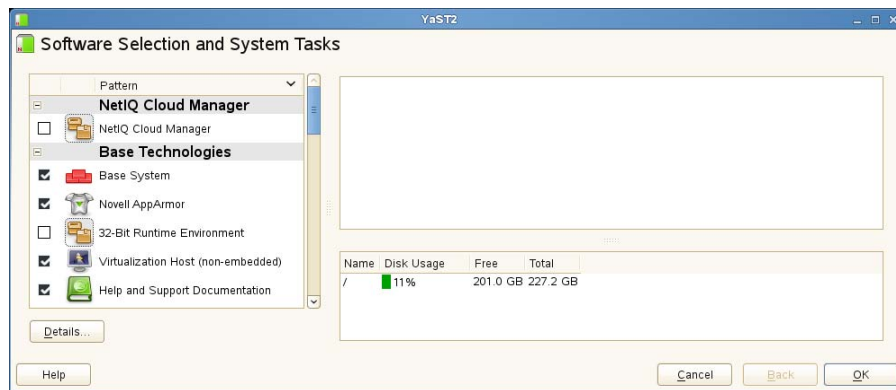 YaST2
Software Selection and System Tasks
Pattern
NetIQ Cloud Manager
NetIQ Cloud Manager
Base Technologies
Base System
Novell AppArmor
32-Bit Runtime Environment
Virtualization Host (non-embedded)
Help and Support Documentation
Name Disk Usage Free Total
/ 11% 201.0 GB 227.2 GB
Details...
Help Cancel Back OK